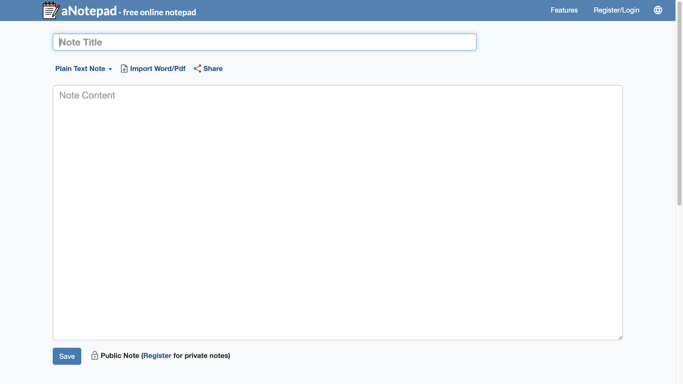 aNotepad - free online notepad
Features
Register/Login
Note Title
Plain Text Note
Import Word/Pdf
Share
Note Content
Save
Public Note (Register for private notes)